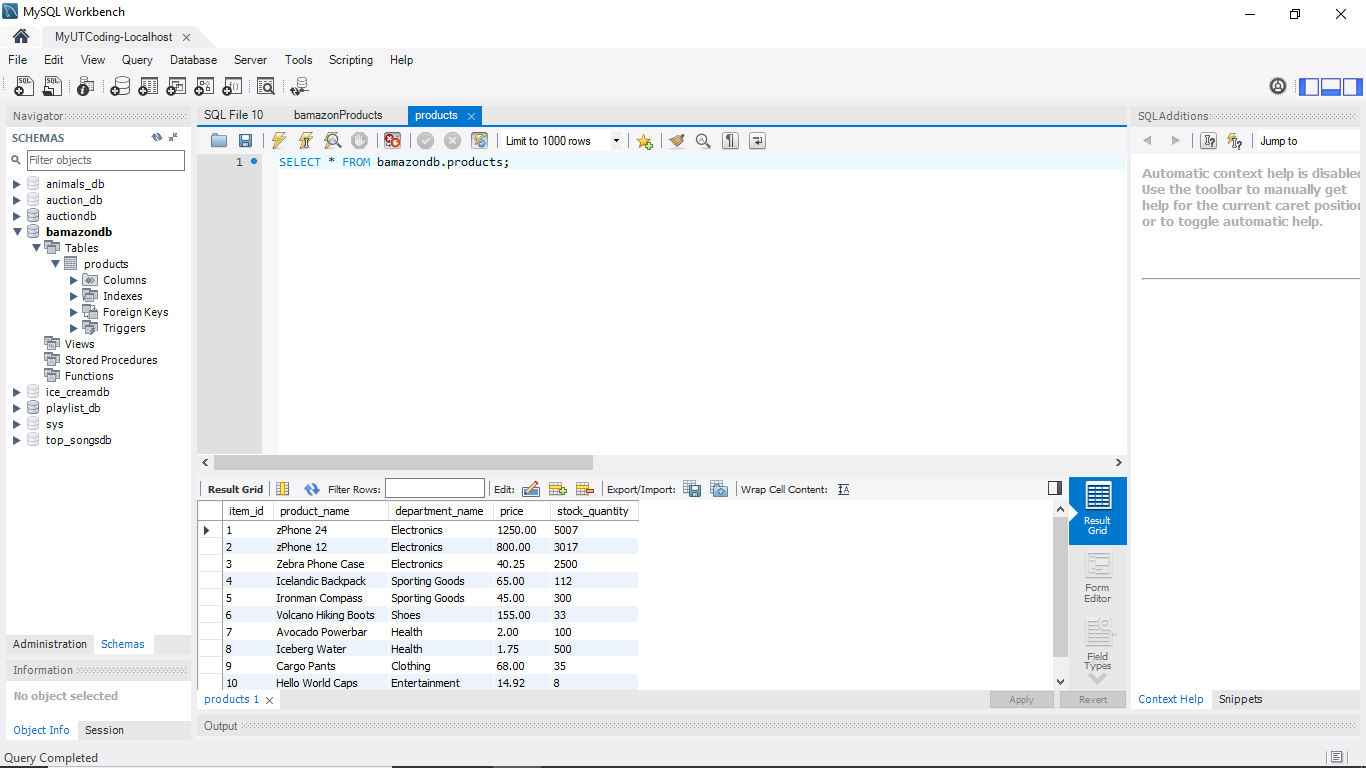 MySQL Workbench
MyUTCoding-Localhost
File Edit View Query Database Server Tools Scripting Help
Navigator
SCHEMAS
Filter objects
animals_db
auction_db
auctiondb
bamazondb
Tables
products
Columns
Indexes
Foreign Keys
Triggers
Views
Stored Procedures
Functions
ice_creamdb
playlist_db
sys
top_songsdb
Administration Schemas
Information
No object selected
Object Info Session
SQL File 10 bamazonProducts products
Limit to 1000 rows
1 SELECT * FROM bamazondb.products;
Result Grid Filter Rows: Edit: Export/Import: Wrap Cell Content:
item_id product_name department_name price stock_quantity
1 zPhone 24 Electronics 1250.00 5007
2 zPhone 12 Electronics 800.00 3017
3 Zebra Phone Case Electronics 40.25 2500
4 Icelandic Backpack Sporting Goods 65.00 112
5 Ironman Compass Sporting Goods 45.00 300
6 Volcano Hiking Boots Shoes 155.00 33
7 Avocado Powerbar Health 2.00 100
8 Iceberg Water Health 1.75 500
9 Cargo Pants Clothing 68.00 35
10 Hello World Caps Entertainment 14.92 8
Result
Grid
Form
Editor
Field
Types
products 1 Apply Revert
Output
SQLAdditions
Jump to
Automatic context help is disabled
Use the toolbar to manually get
help for the current caret position
or to toggle automatic help.
Context Help Snippets
Query Completed